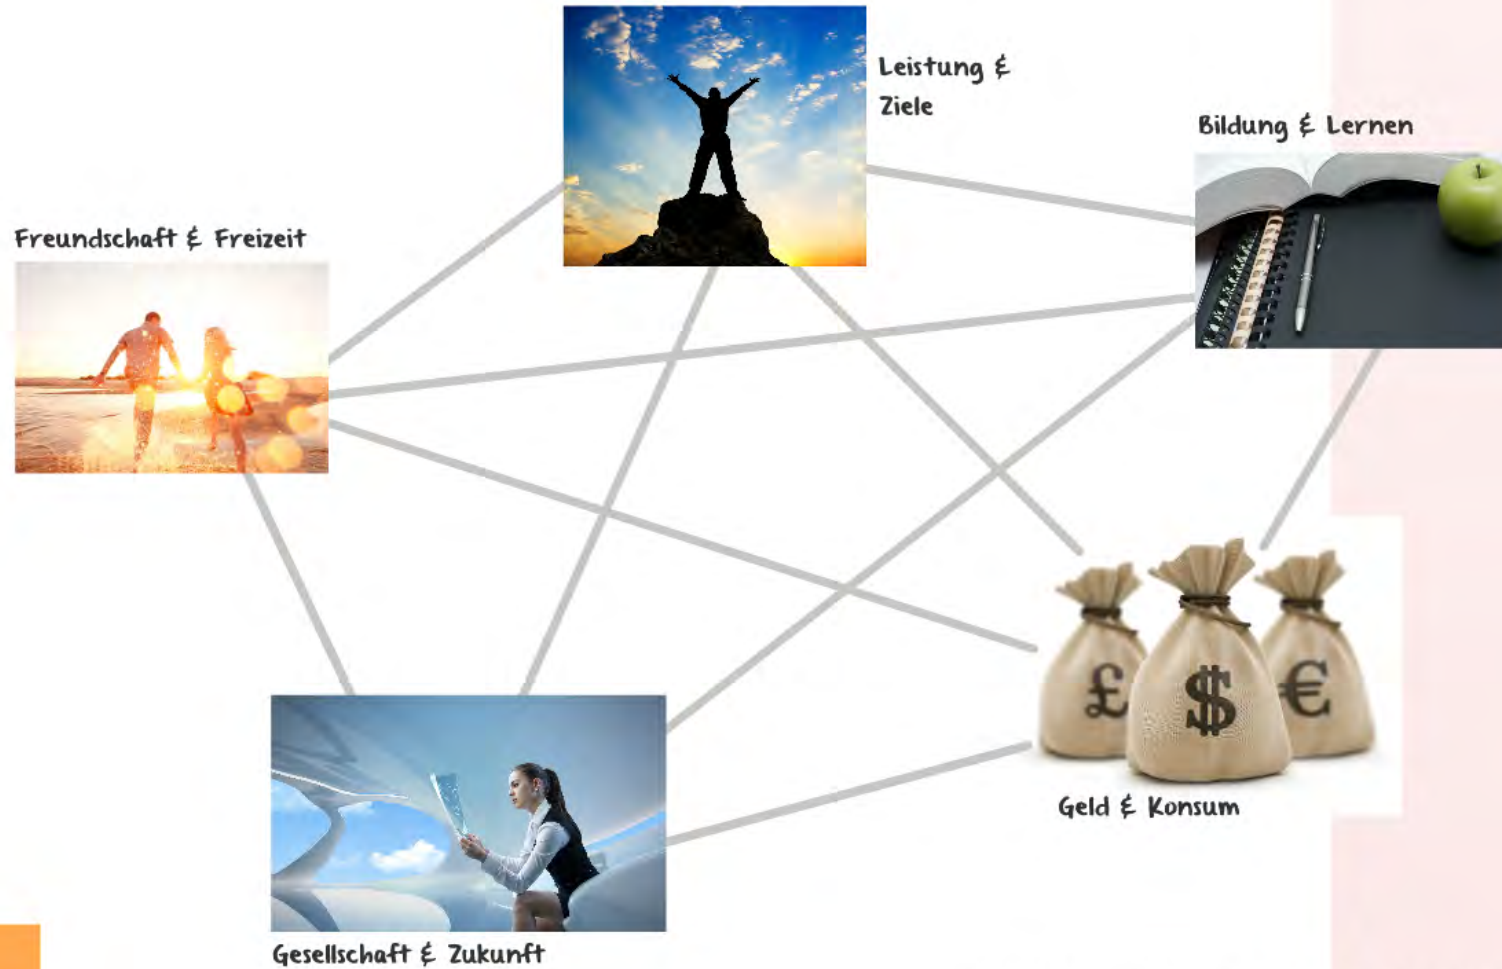 Leistung &
Ziele
Bildung & Lernen
Freundschaft & Freizeit
£
$
€
Geld & Konsum
Gesellschaft & Zukunft